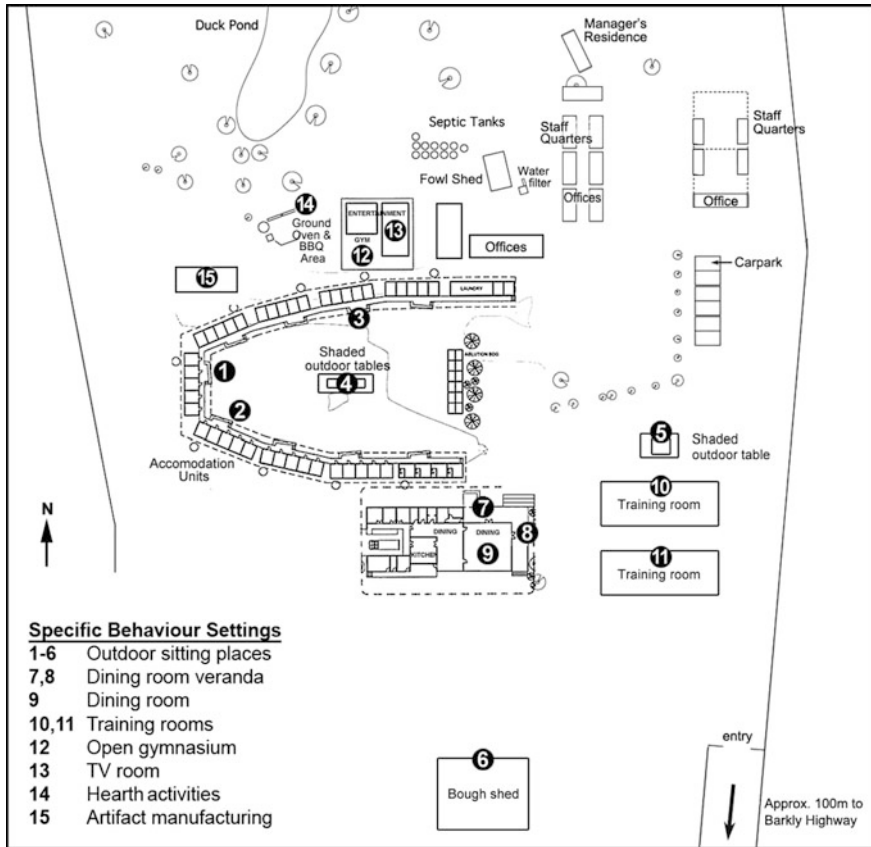 Duck Pond
Manager's
Residence
Septic Tanks
Staff
Quarters
Staff
Quarters
Fowl Shed
Water
filter
Offices
Office
14
Ground
Oven &
BBQ
Area
ENTERTAINMENT
13
GYM
12
Offices
Carpark
15
LAUNDRY
3
1
Shaded
outdoor tables
4
ABLUTION BDG
2
5
Shaded
outdoor table
Accomodation
Units
10
Training room
7
8
DINING
DINING
9
KITCHEN
11
Training room
N
Specific Behaviour Settings
1-6 Outdoor sitting places
7,8 Dining room veranda
9 Dining room
10,11 Training rooms
12 Open gymnasium
13 TV room
14 Hearth activities
15 Artifact manufacturing
6
Bough shed
entry
Approx. 100m to
Barkly Highway